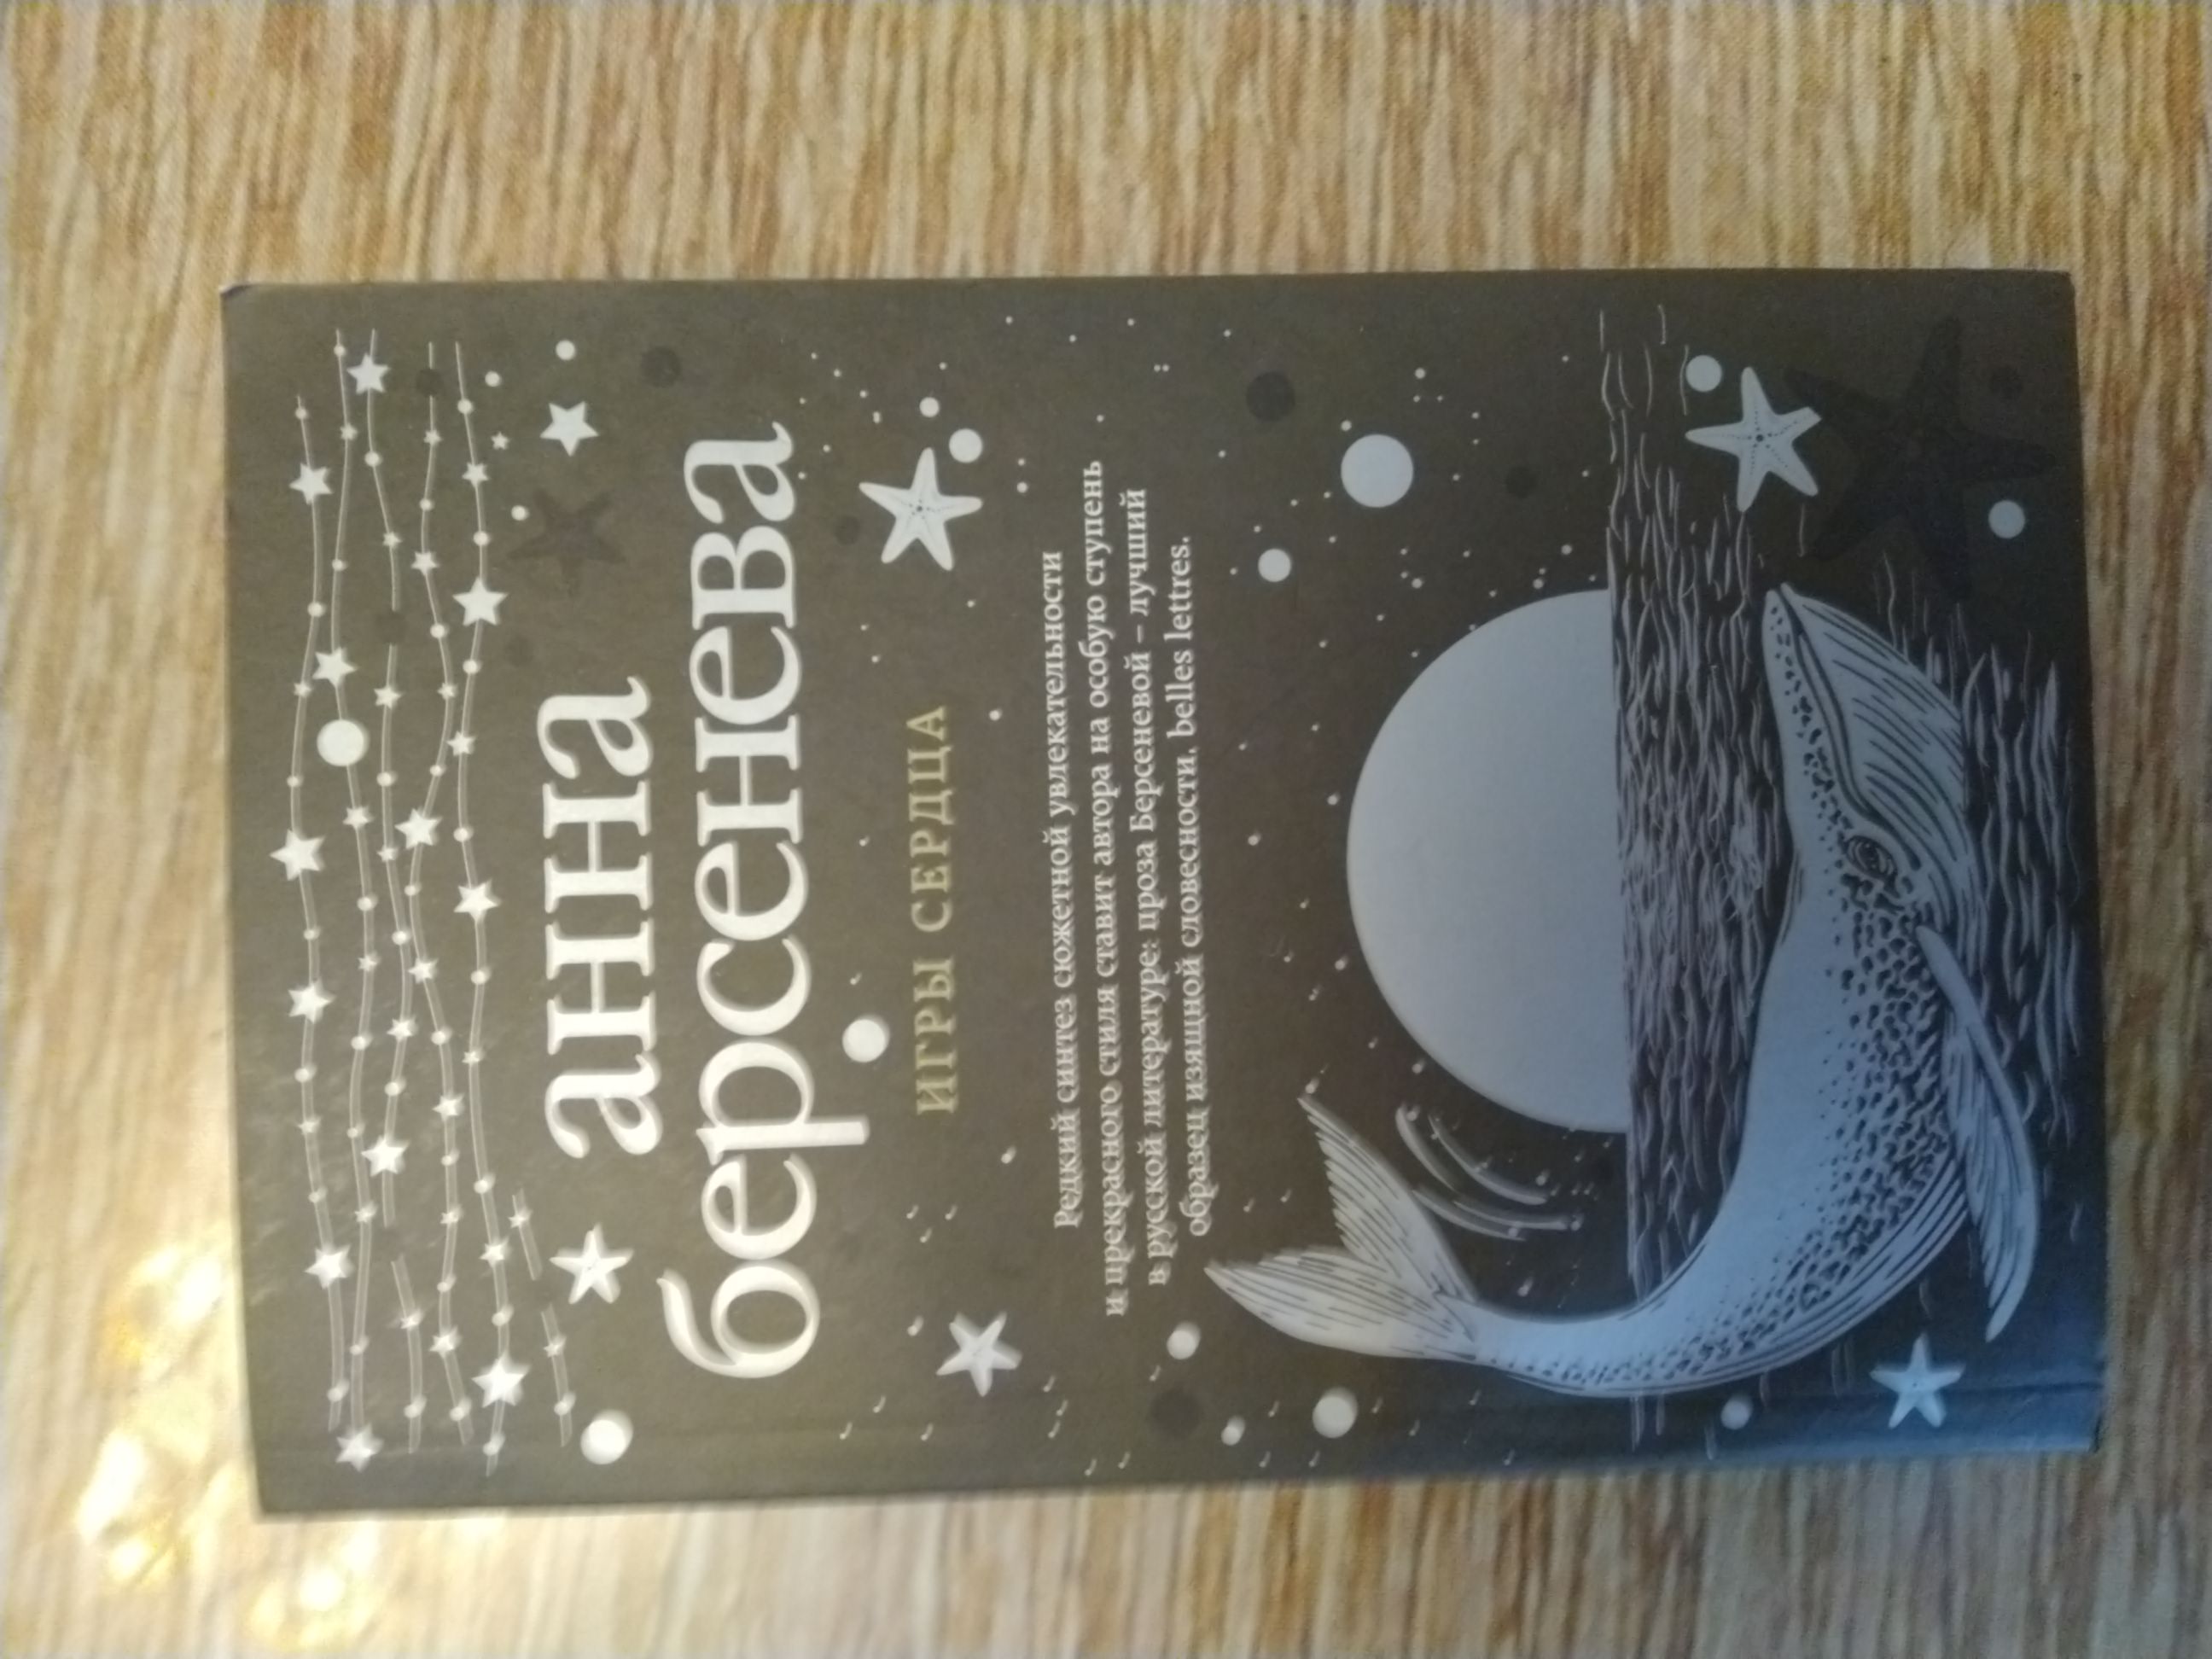 анна
берсенева
ИГРЫ СЕРДЦА
Редкий синтез сюжетной увлекательности
и прекрасного стиля ставит автора на особую ступень
в русской литературе: проза Берсеневой – лучший
образец изящной словесности, belles lettres.